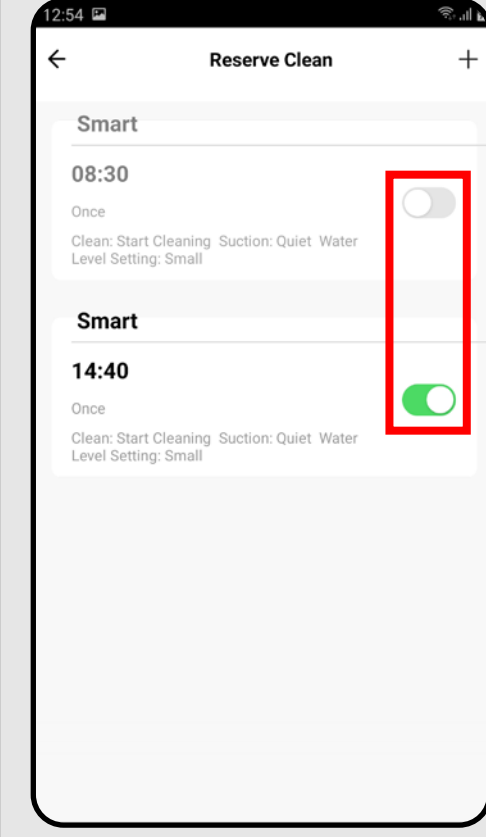 12:54
Reserve Clean
Smart
08:30
Once
Clean: Start Cleaning Suction: Quiet Water
Level Setting: Small
Smart
14:40
Once
Clean: Start Cleaning Suction: Quiet Water
Level Setting: Small